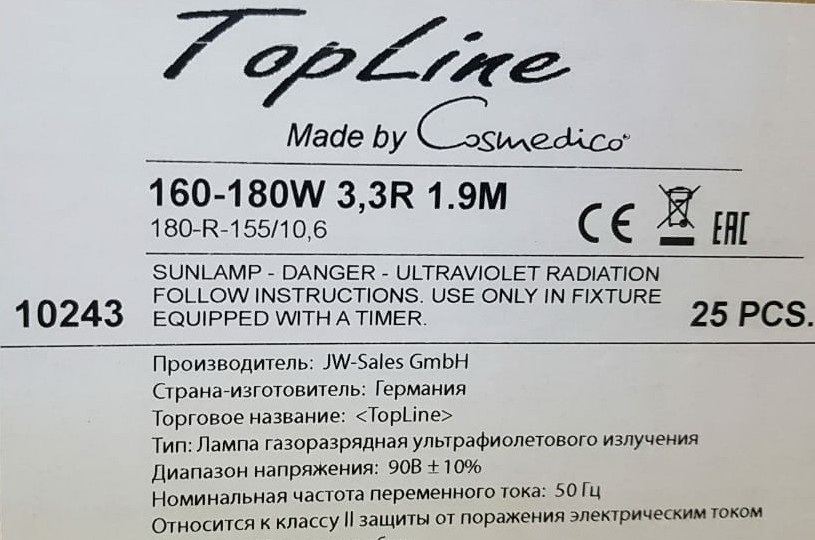 TopLine
Made by Cosmedico
160-180W 3,3R 1.9M
180-R-155/10,6
CE EAC
SUNLAMP - DANGER - ULTRAVIOLET RADIATION
FOLLOW INSTRUCTIONS. USE ONLY IN FIXTURE
EQUIPPED WITH A TIMER.
10243
25 PCS.
Производитель: JW-Sales GmbH
Страна-изготовитель: Германия
Торговое название: <TopLine>
Тип: Лампа газоразрядная ультрафиолетового излучения
Диапазон напряжения: 90В ± 10%
Номинальная частота переменного тока: 50 Гц
Относится к классу II защиты от поражения электрическим током